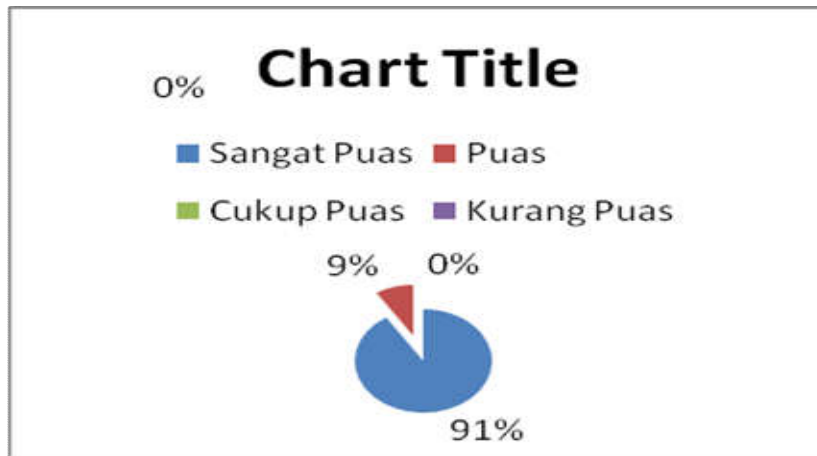 Chart Title
0%
Sangat Puas Puas
Cukup Puas Kurang Puas
9% 0%
91%